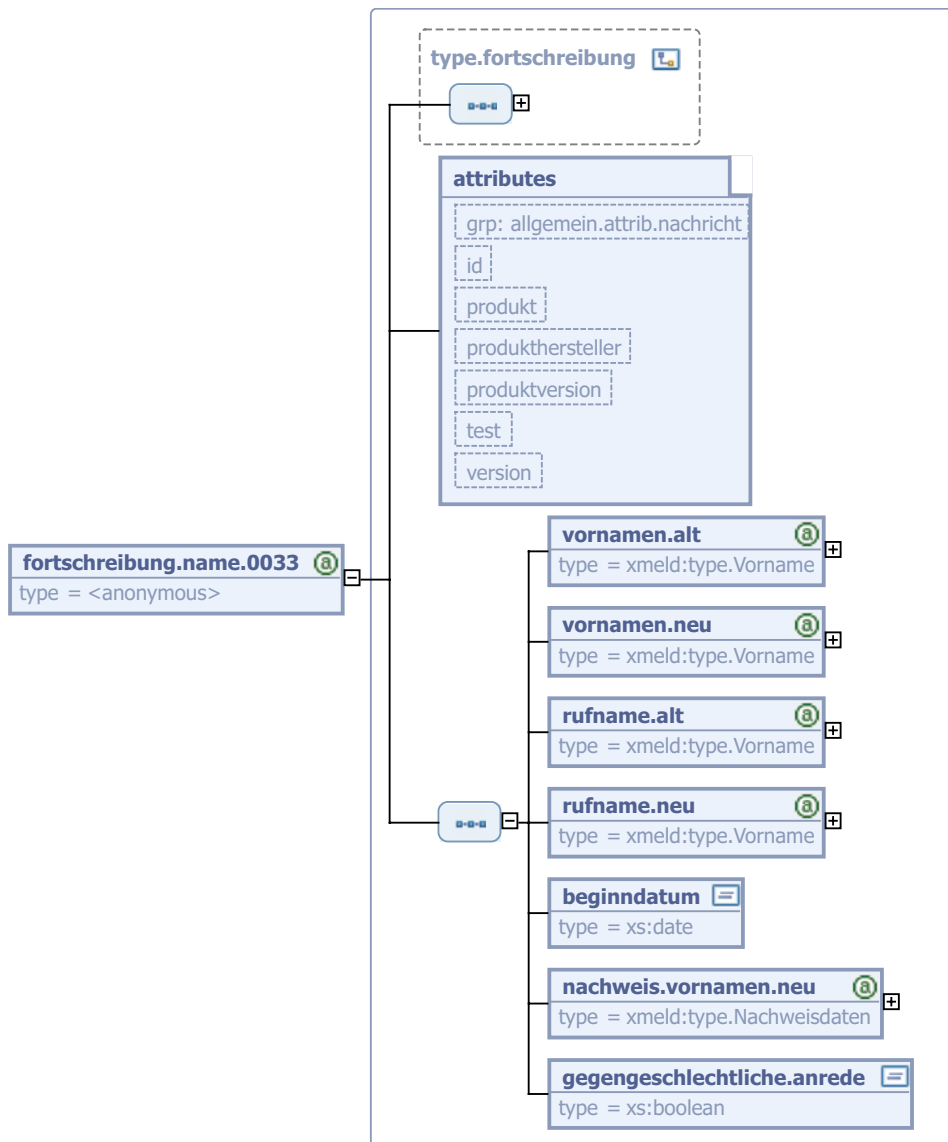 type.fortschreibung
attributes
grp: allgemein.attrib.nachricht
id
produkt
produkthersteller
produktversion
test
version
fortschreibung.name.0033
type = <anonymous>
vornamen.alt
type = xmeld:type.Vorname
vornamen.neu
type = xmeld:type.Vorname
rufname.alt
type = xmeld:type.Vorname
rufname.neu
type = xmeld:type.Vorname
beginndatum
type = xs:date
nachweis.vornamen.neu
type = xmeld:type.Nachweisdaten
gegengeschlechtliche.anrede
type = xs:boolean